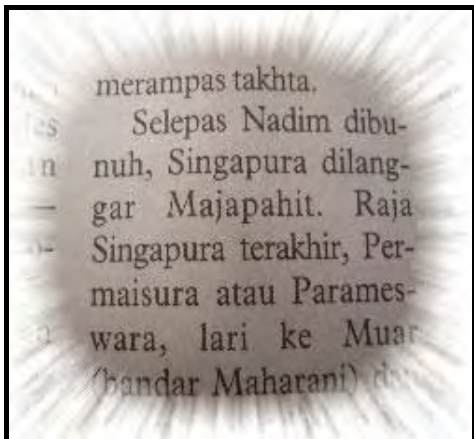 merampas takhta.
Selepas Nadim dibu-
nuh, Singapura dilang-
gar Majapahit. Raja
Singapura terakhir, Per-
maisura atau Parames-
wara, lari ke Muar
(bandar Maharani)